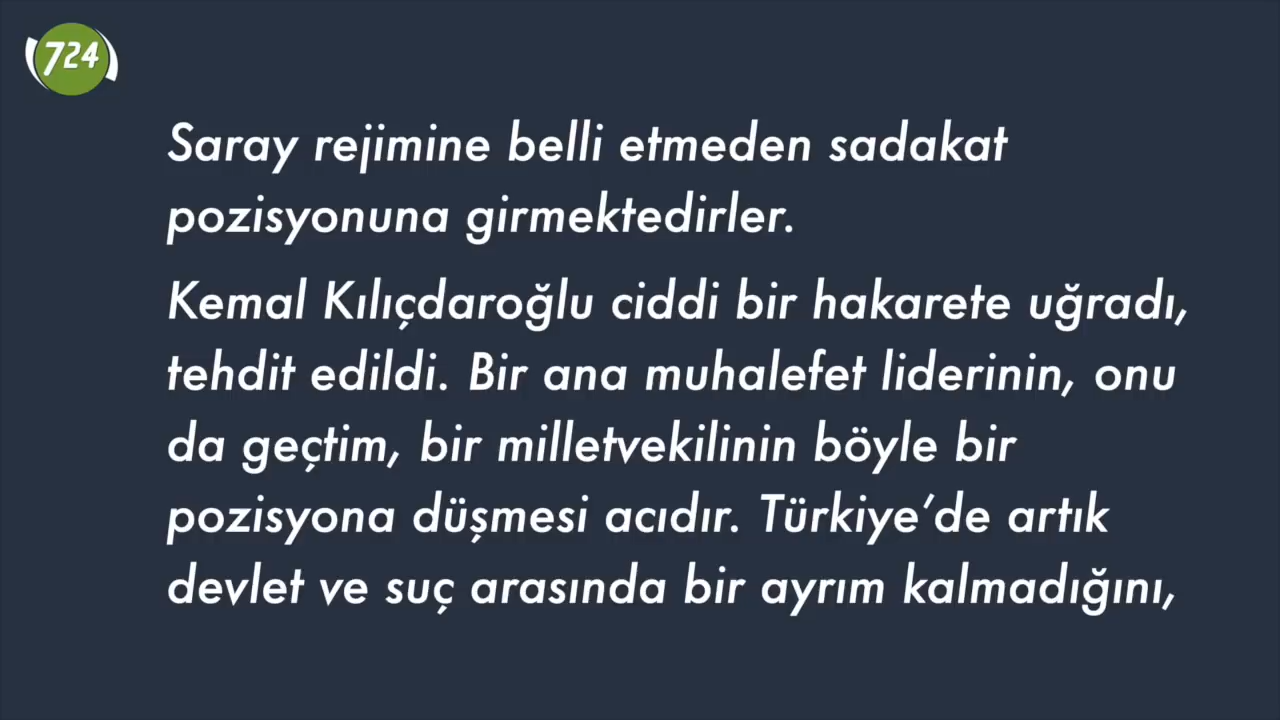 724
Saray rejimine belli etmeden sadakat
pozisyonuna girmektedirler.
Kemal Kılıçdaroğlu ciddi bir hakarete uğradı,
tehdit edildi. Bir ana muhalefet liderinin, onu
da geçtim, bir milletvekilinin böyle bir
pozisyona düşmesi acıdır. Türkiye’de artık
devlet ve suç arasında bir ayrım kalmadığını,